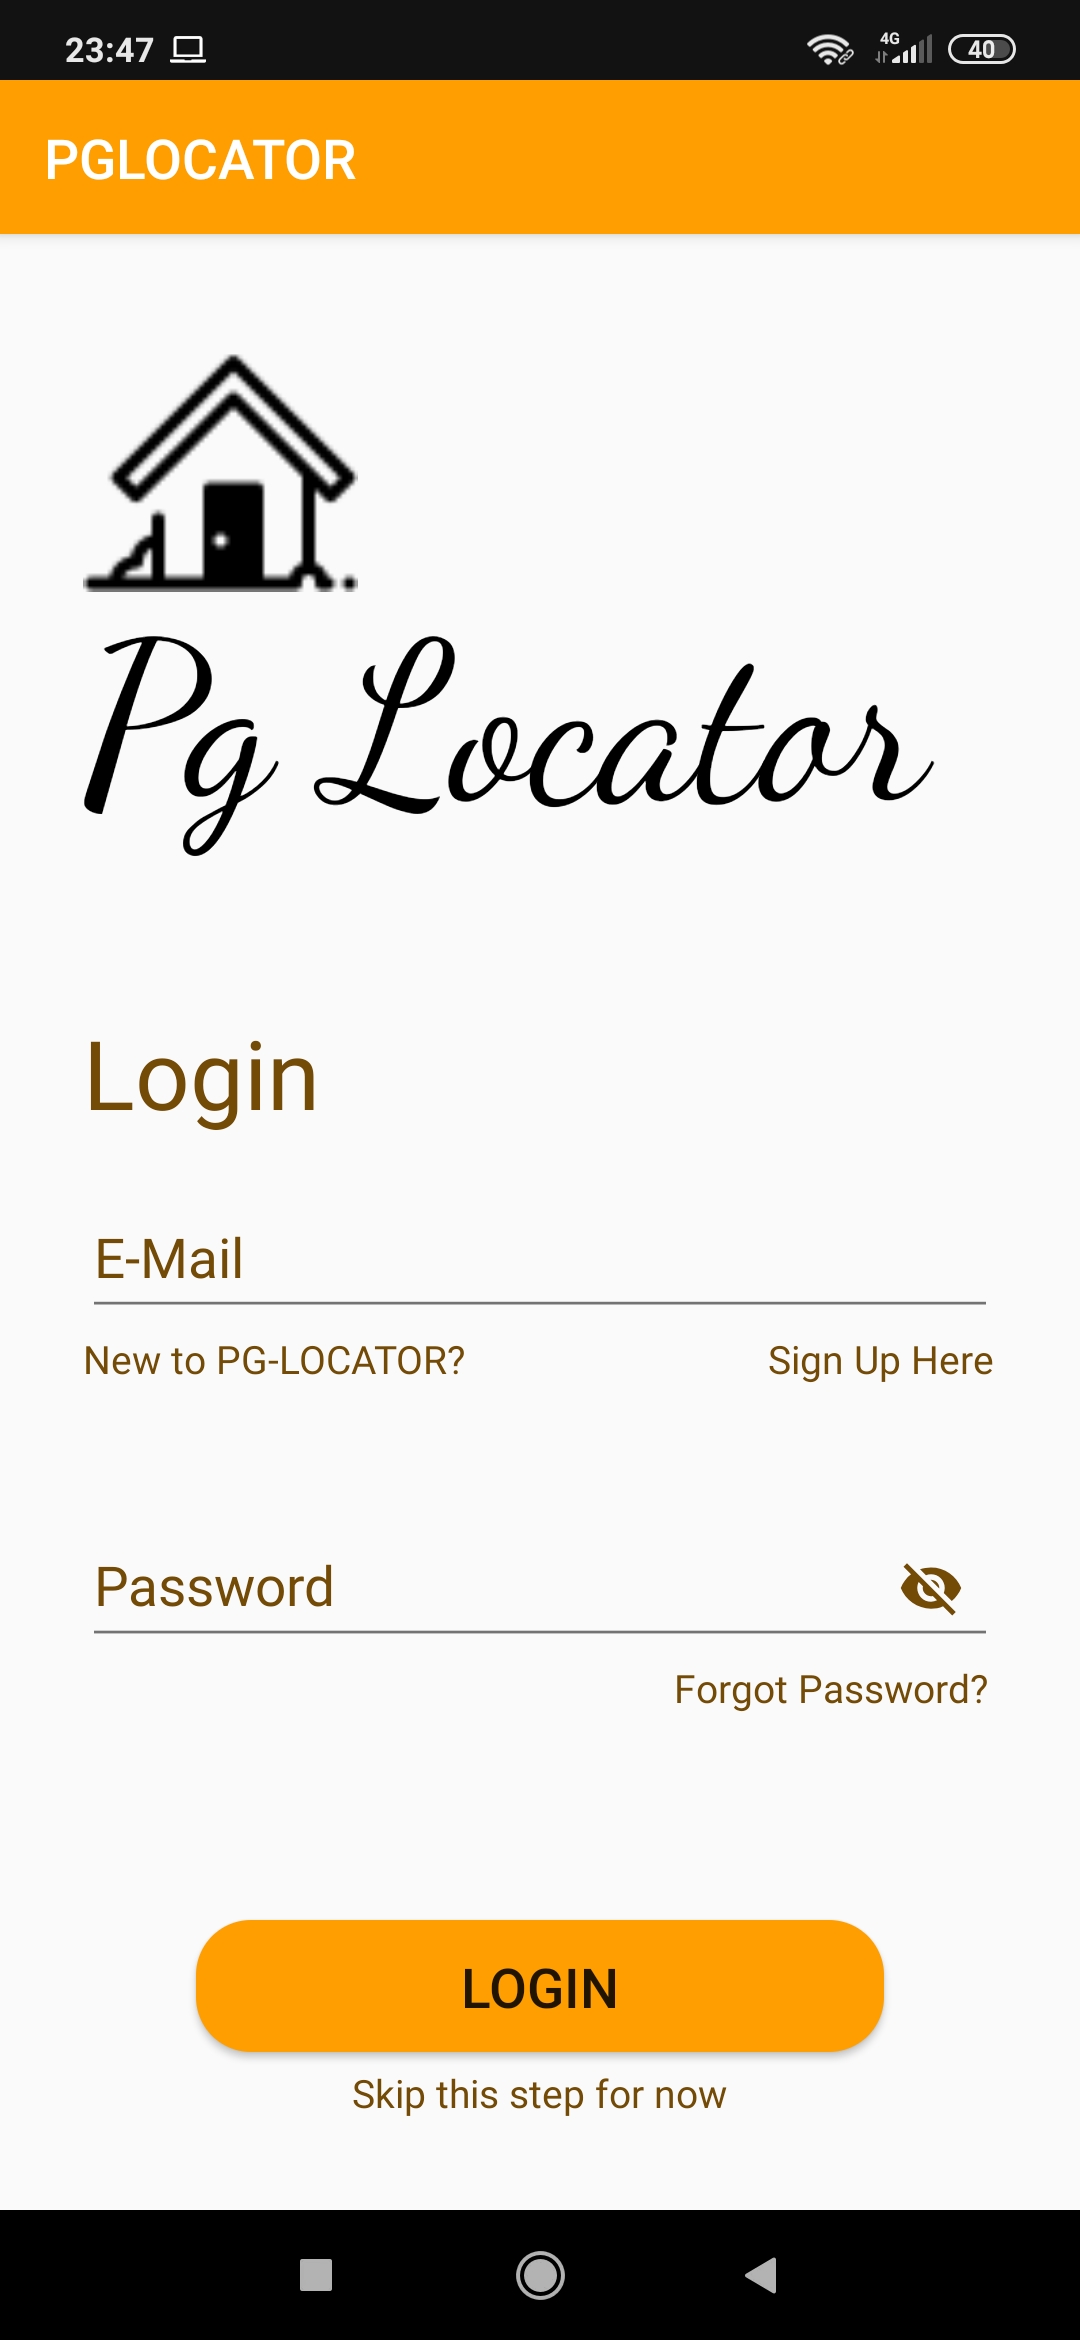 23:47 4G 40
PGLOCATOR
Pg Locator
Login
E-Mail
New to PG-LOCATOR? Sign Up Here
Password
Forgot Password?
LOGIN
Skip this step for now